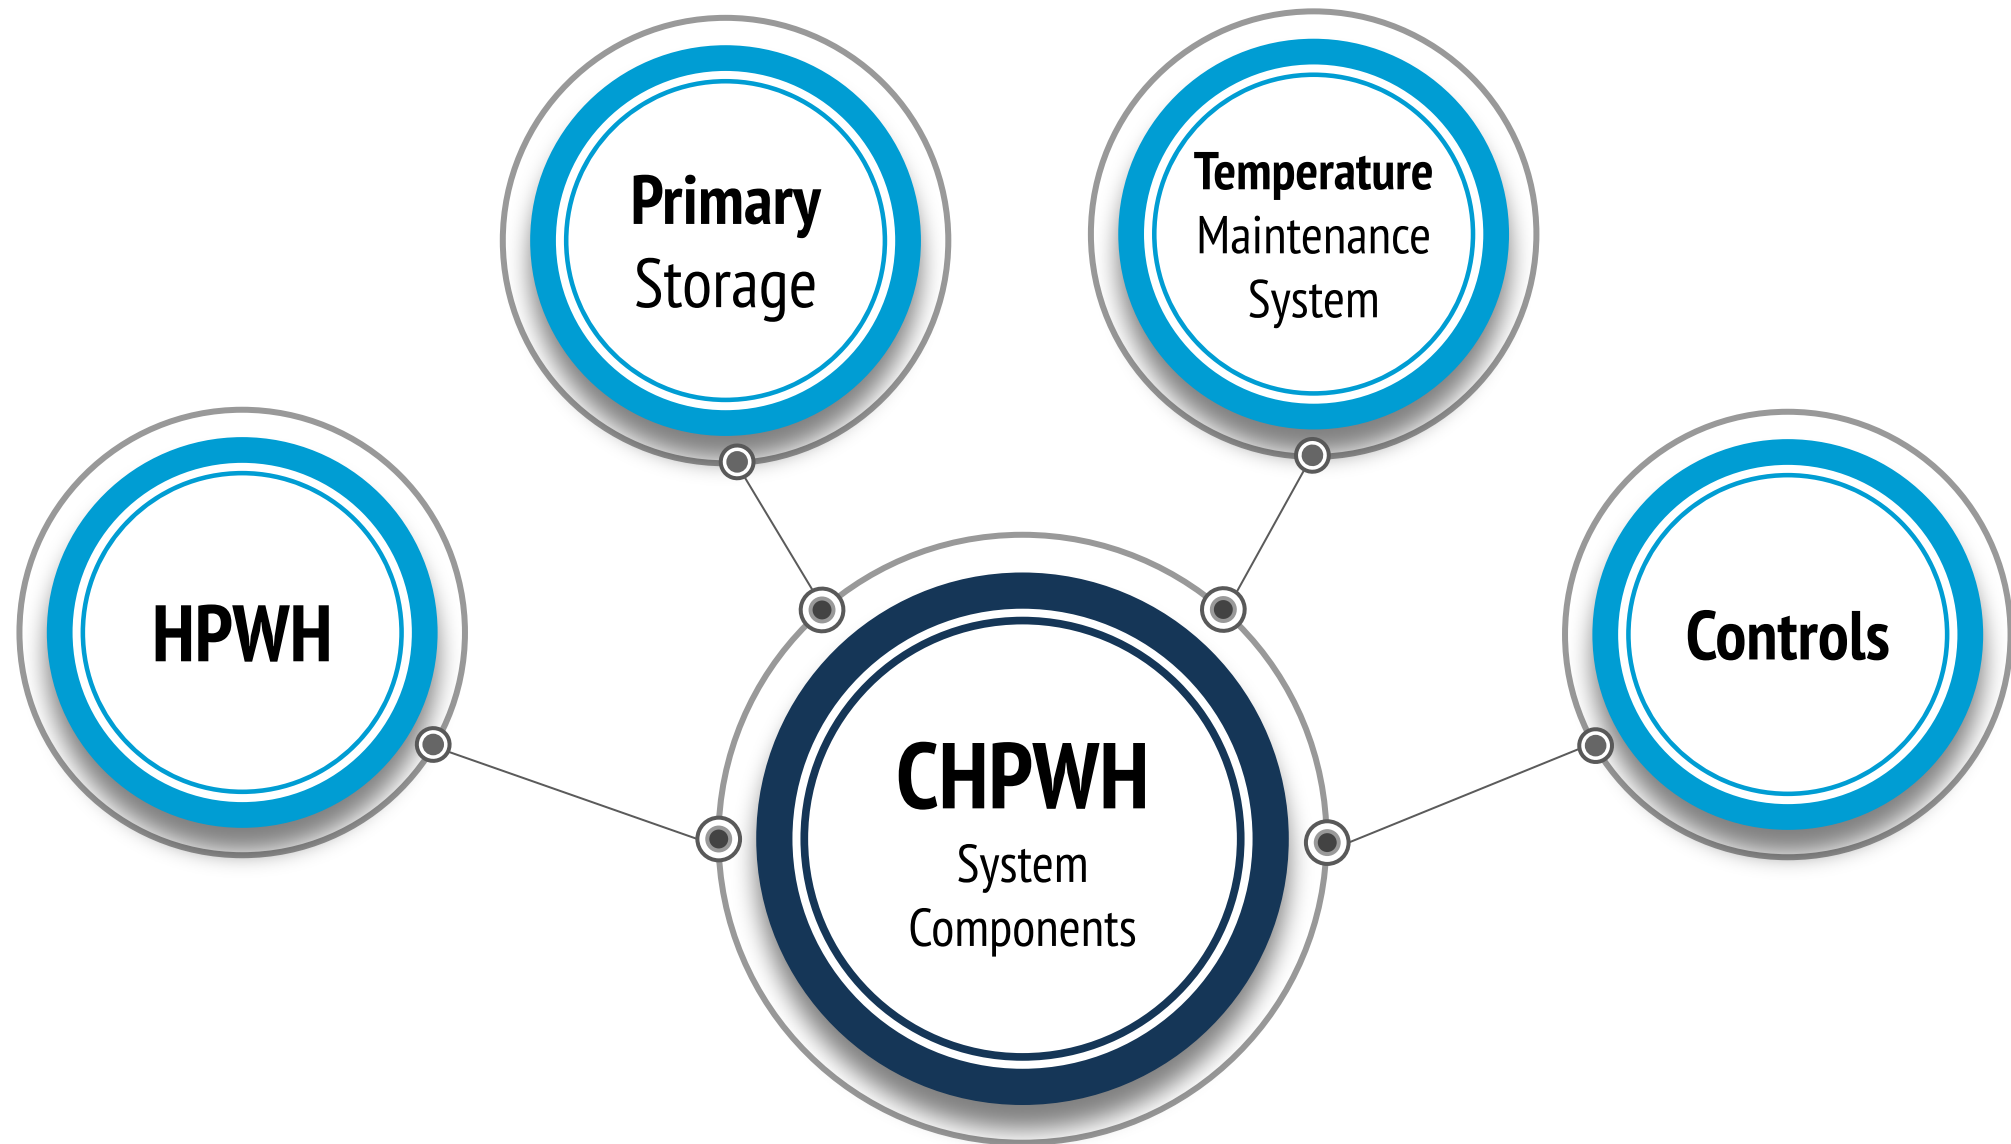 Primary
Storage
Temperature
Maintenance
System
HPWH
Controls
CHPWH
System
Components